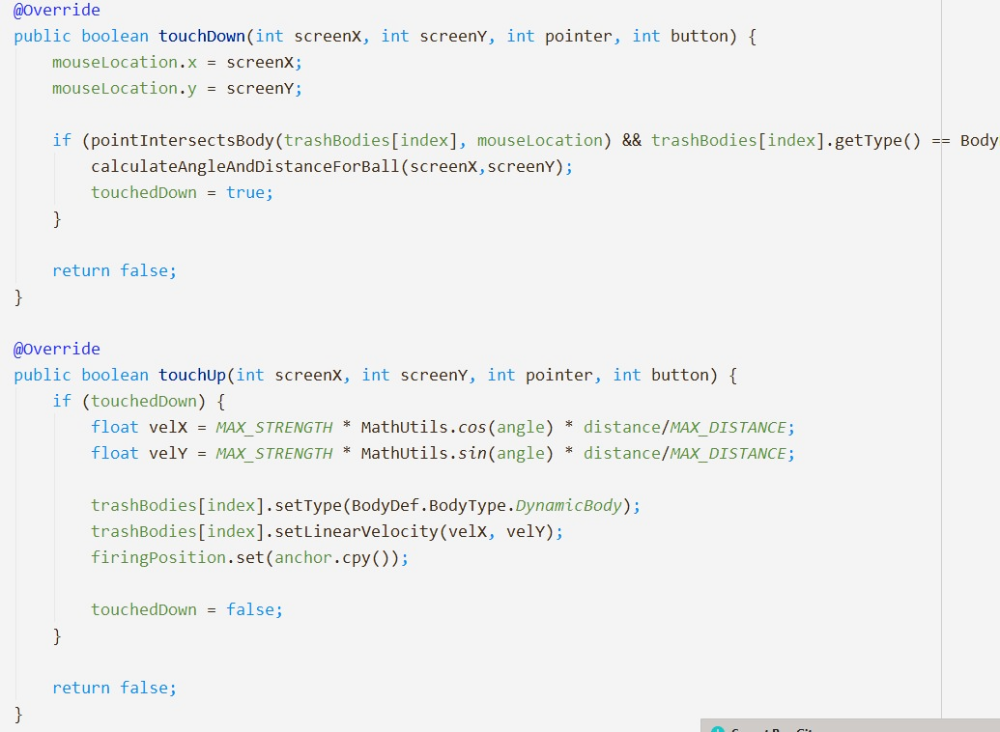 @Override
public boolean touchDown(int screenX, int screenY, int pointer, int button) {
mouseLocation.x = screenX;
mouseLocation.y = screenY;
if (pointIntersectsBody(trashBodies[index], mouseLocation) && trashBodies[index].getType() == Body
calculateAngleAndDistanceForBall(screenX,screenY);
touchedDown = true;
}
return false;
}
@Override
public boolean touchUp(int screenX, int screenY, int pointer, int button) {
if (touchedDown) {
float velX = MAX_STRENGTH * MathUtils.cos(angle) * distance/MAX_DISTANCE;
float velY = MAX_STRENGTH * MathUtils.sin(angle) * distance/MAX_DISTANCE;
trashBodies[index].setType(BodyDef.BodyType.DynamicBody);
trashBodies[index].setLinearVelocity(velX, velY);
firingPosition.set(anchor.cpy());
touchedDown = false;
}
return false;
}